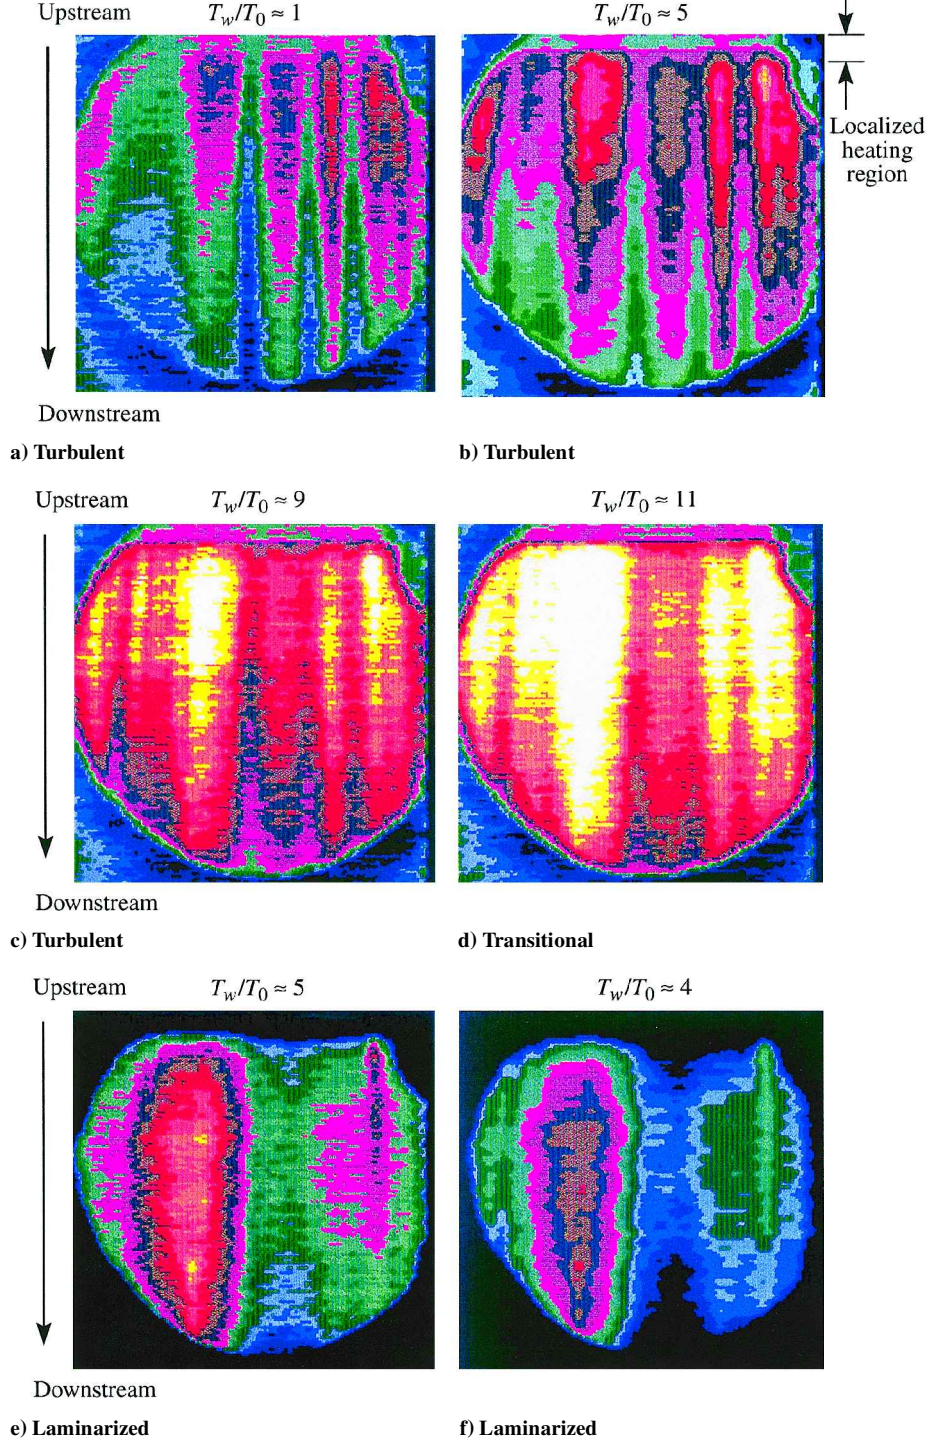 Upstream
T_w/T_0 ≈ 1
T_w/T_0 ≈ 5
Localized
heating
region
Downstream
a) Turbulent
b) Turbulent
Upstream
T_w/T_0 ≈ 9
T_w/T_0 ≈ 11
Downstream
c) Turbulent
d) Transitional
Upstream
T_w/T_0 ≈ 5
T_w/T_0 ≈ 4
Downstream
e) Laminarized
f) Laminarized